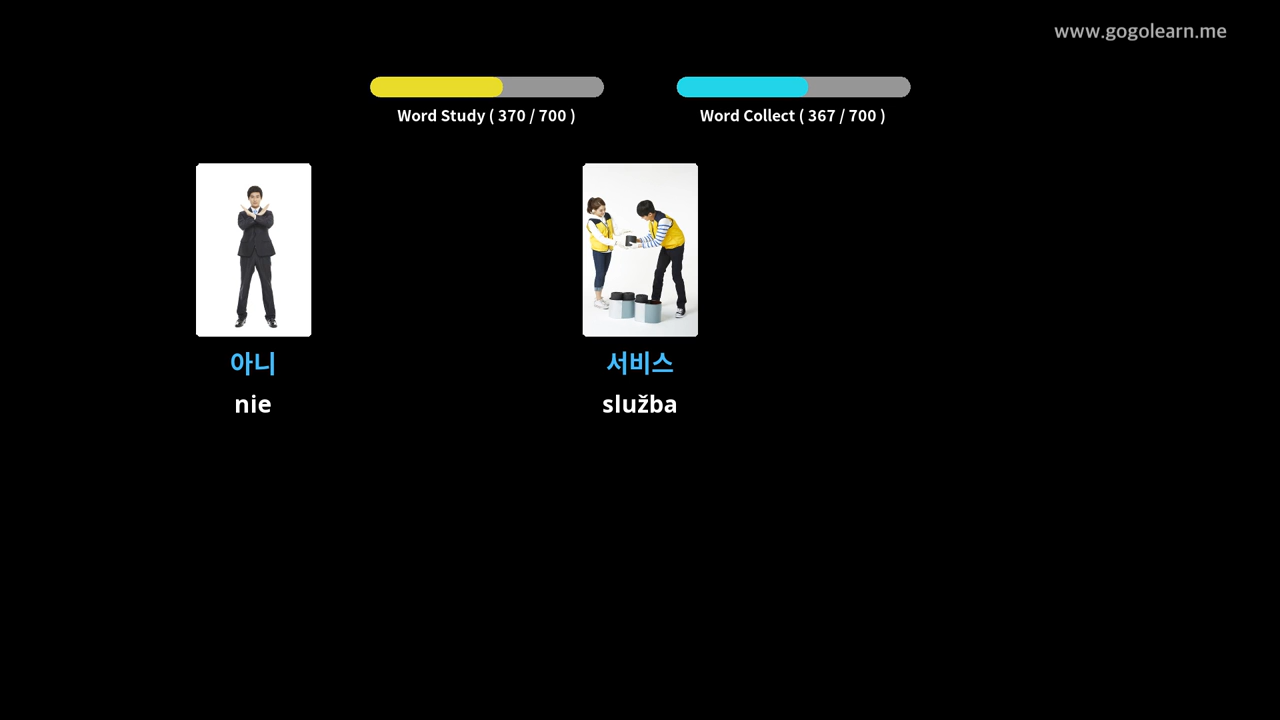 www.gogolearn.me
Word Study ( 370 / 700 )
Word Collect ( 367 / 700 )
아니
nie
서비스
služba